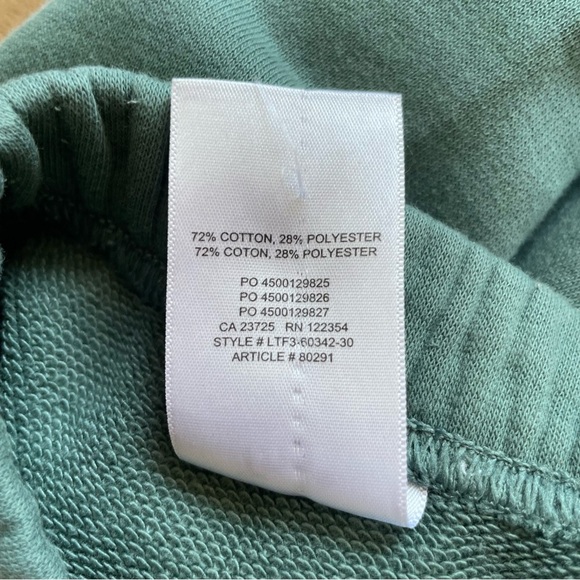 72% COTTON, 28% POLYESTER
72% COTON, 28% POLYESTER
PO 4500129825
PO 4500129826
PO 4500129827
CA 23725 RN 122354
STYLE # LTF3-60342-30
ARTICLE # 80291